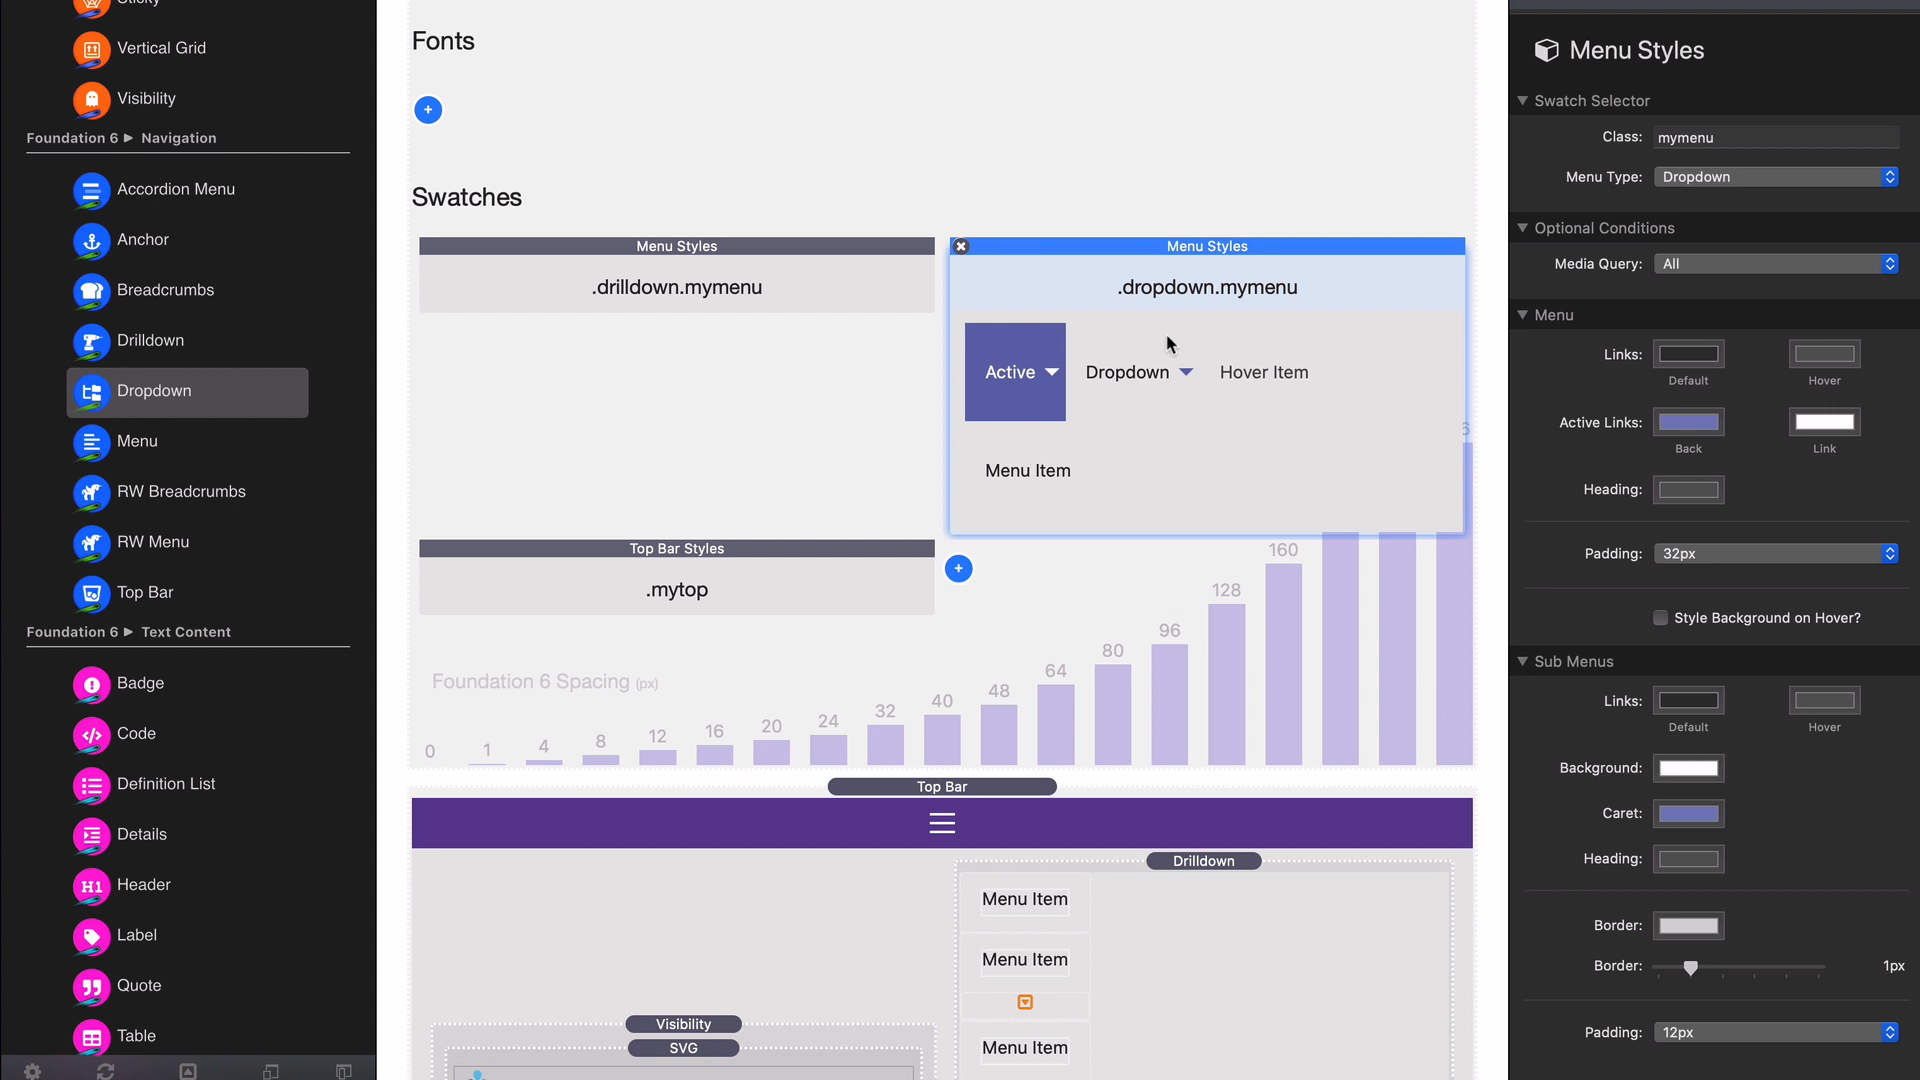 Sticky
Vertical Grid
Visibility
Foundation 6 ► Navigation
Accordion Menu
Anchor
Breadcrumbs
Drilldown
Dropdown
Menu
RW Breadcrumbs
RW Menu
Top Bar
Foundation 6 ► Text Content
Badge
Code
Definition List
Details
H1
Header
Label
Quote
Table
Fonts
Swatches
Menu Styles
.drilldown.mymenu
Menu Styles
.dropdown.mymenu
Active
Dropdown
Hover Item
Menu Item
Top Bar Styles
.mytop
Foundation 6 Spacing (px)
0 1 4 8 12 16 20 24 32 40 48 64 80 96 128 160
6
Top Bar
Drilldown
Menu Item
Menu Item
Menu Item
Visibility
SVG
Menu Styles
Swatch Selector
Class: mymenu
Menu Type: Dropdown
Optional Conditions
Media Query: All
Menu
Links:
Default Hover
Active Links:
Back Link
Heading:
Padding: 32px
Style Background on Hover?
Sub Menus
Links:
Default Hover
Background:
Caret:
Heading:
Border:
Border: 1px
Padding: 12px